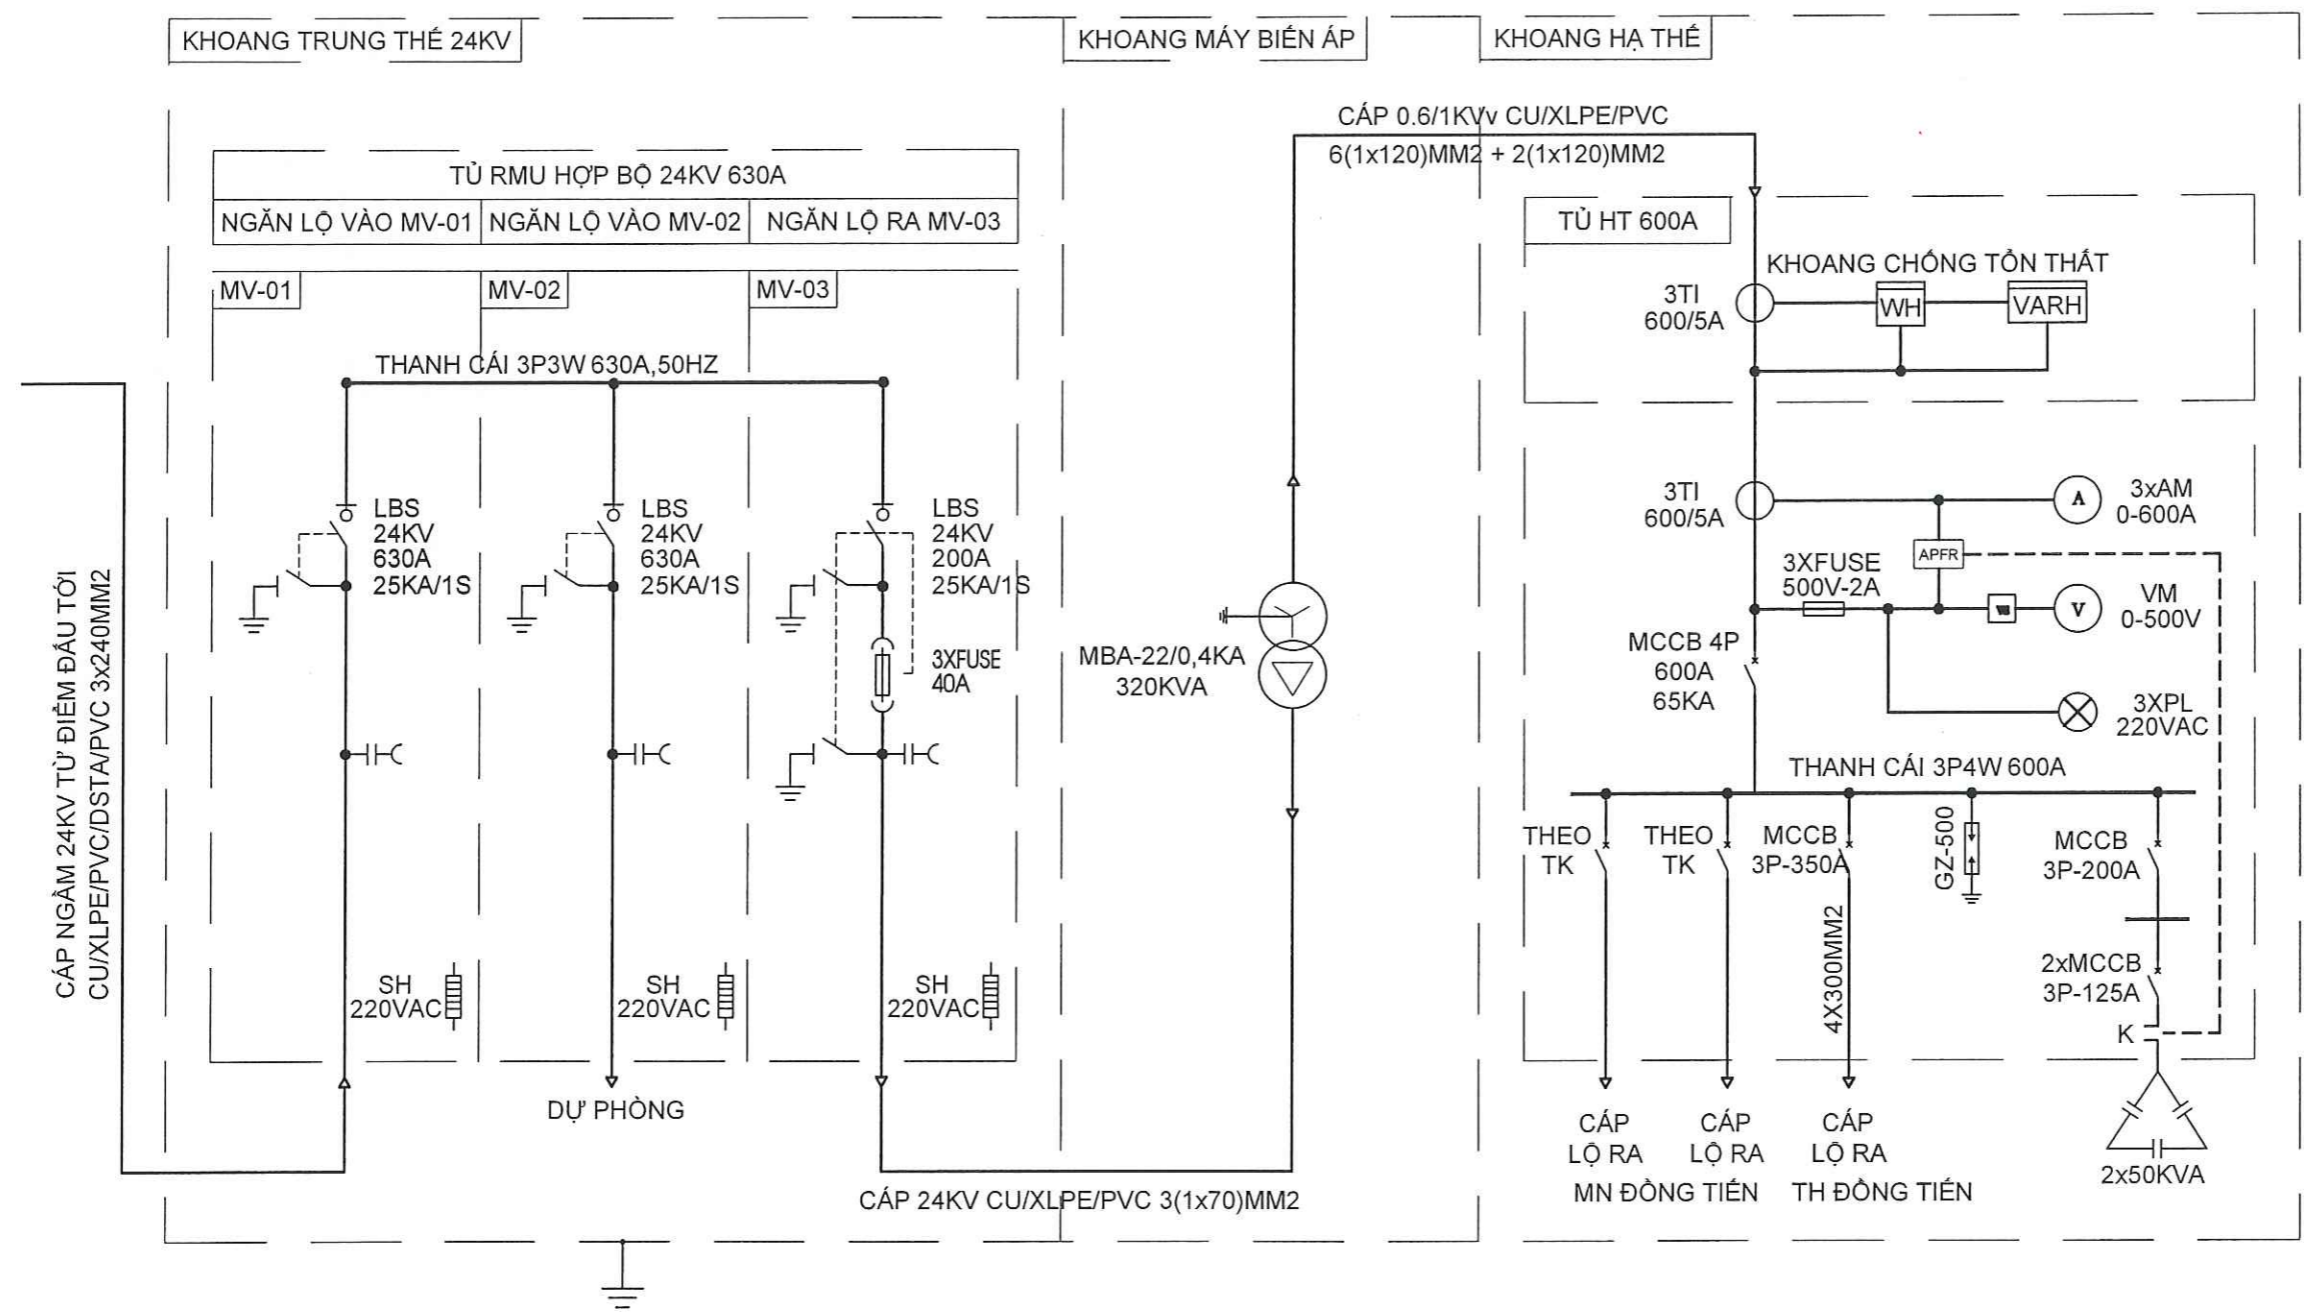 KHOANG TRUNG THẾ 24KV
KHOANG MÁY BIẾN ÁP
KHOANG HẠ THẾ
CÁP 0.6/1KVv CU/XLPE/PVC
6(1x120)MM2 + 2(1x120)MM2
TỦ RMU HỢP BỘ 24KV 630A
NGĂN LỘ VÀO MV-01
NGĂN LỘ VÀO MV-02
NGĂN LỘ RA MV-03
MV-01
MV-02
MV-03
THANH CÁI 3P3W 630A,50HZ
LBS
24KV
630A
25KA/1S
LBS
24KV
630A
25KA/1S
LBS
24KV
200A
25KA/1S
3XFUSE
40A
CÁP NGẦM 24KV TỪ ĐIỂM ĐẤU TỚI
CU/XLPE/PVC/DSTA/PVC 3x240MM2
SH
220VAC
SH
220VAC
SH
220VAC
DỰ PHÒNG
CÁP 24KV CU/XLPE/PVC 3(1x70)MM2
MBA-22/0,4KA
320KVA
TỦ HT 600A
KHOANG CHỐNG TỔN THẤT
3TI
600/5A
WH
VARH
3TI
600/5A
A
3xAM
0-600A
APFR
3XFUSE
500V-2A
VS
V
VM
0-500V
MCCB 4P
600A
65KA
3XPL
220VAC
THANH CÁI 3P4W 600A
THEO
TK
THEO
TK
MCCB
3P-350A
4X300MM2
GZ-500
MCCB
3P-200A
2xMCCB
3P-125A
K
2x50KVA
CÁP
LỘ RA
CÁP
LỘ RA
CÁP
LỘ RA
MN ĐỒNG TIẾN
TH ĐỒNG TIẾN